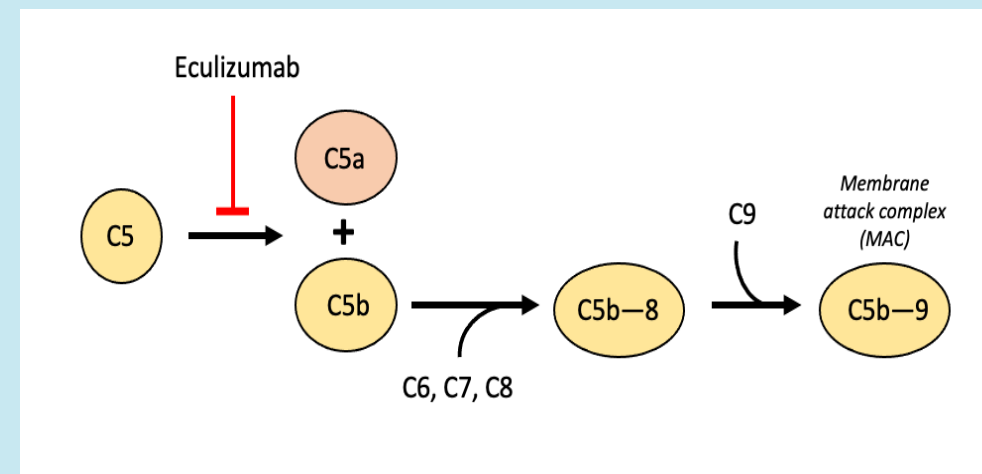 Eculizumab
C5a
C5
+
C5b
C6, C7, C8
C5b—8
C9
Membrane
attack complex
(MAC)
C5b—9